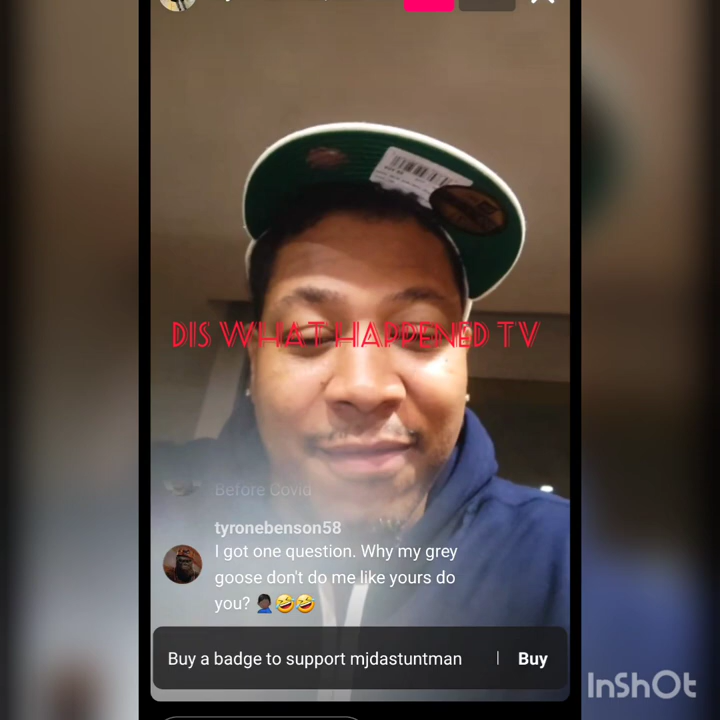 DIS WHAT HAPPENED TV
Before Covid
tyronebenson58
I got one question. Why my grey
goose don't do me like yours do
you? 🤦🏿‍♂️🤣🤣
Buy a badge to support mjdastuntman | Buy
InShOt